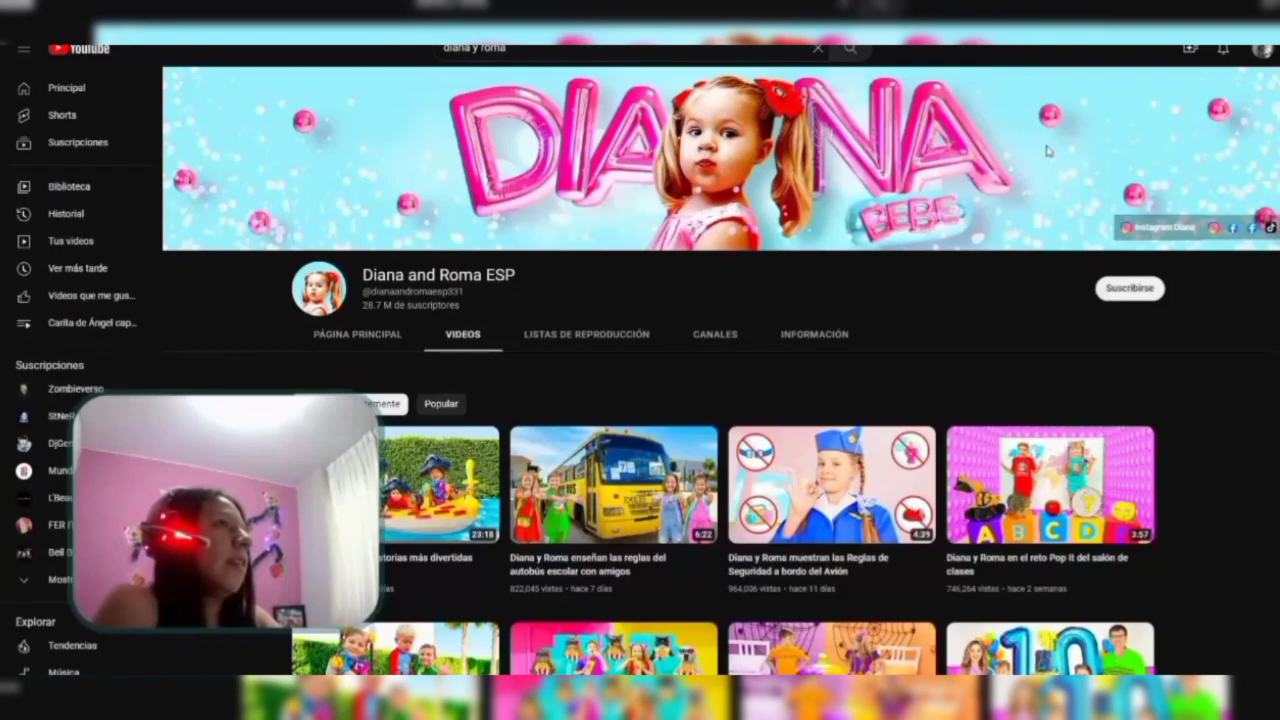 YouTube
diana y roma
Principal
Shorts
Suscripciones
Biblioteca
Historial
Tus videos
Ver más tarde
Videos que me gus...
Carita de Ángel cap...
Suscripciones
Zombieverso
Mund
FER
Bell B
Most
Explorar
Tendencias
Música
DIANA
BEBE
Instagram Diana
Diana and Roma ESP
@dianaandromaesp331
28.7 M de suscriptores
Suscribirse
PÁGINA PRINCIPAL
VIDEOS
LISTAS DE REPRODUCCIÓN
CANALES
INFORMACIÓN
Popular
23:18
6:22
4:39
A B C D
3:57
torias más divertidas
Diana y Roma enseñan las reglas del
autobús escolar con amigos
822,045 vistas · hace 7 días
Diana y Roma muestran las Reglas de
Seguridad a bordo del Avión
964,006 vistas · hace 11 días
Diana y Roma en el reto Pop It del salón de
clases
746,264 vistas · hace 2 semanas
10